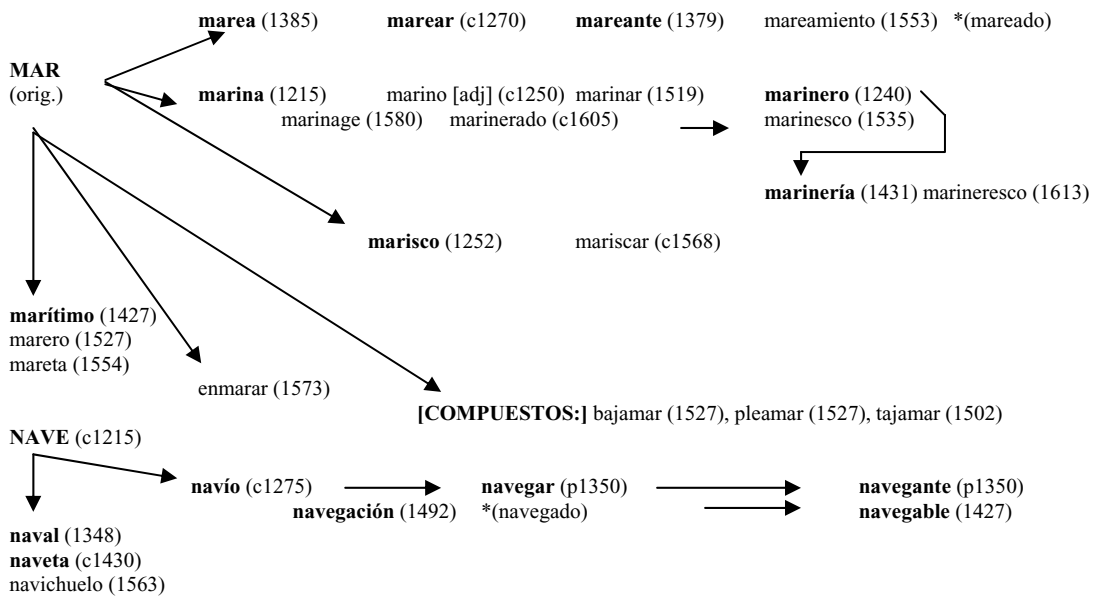 marea (1385) marear (c1270) mareante (1379) mareamiento (1553) *(mareado)
MAR
(orig.)
marina (1215) marino [adj] (c1250) marinar (1519) marinero (1240)
marinage (1580) marinerado (c1605) marinesco (1535)
marinería (1431) marineresco (1613)
marisco (1252) mariscar (c1568)
marítimo (1427)
marero (1527)
mareta (1554)
enmarar (1573)
[COMPUESTOS:] bajamar (1527), pleamar (1527), tajamar (1502)
NAVE (c1215)
navío (c1275) navegar (p1350) navegante (p1350)
navegación (1492) *(navegado) navegable (1427)
naval (1348)
naveta (c1430)
navichuelo (1563)